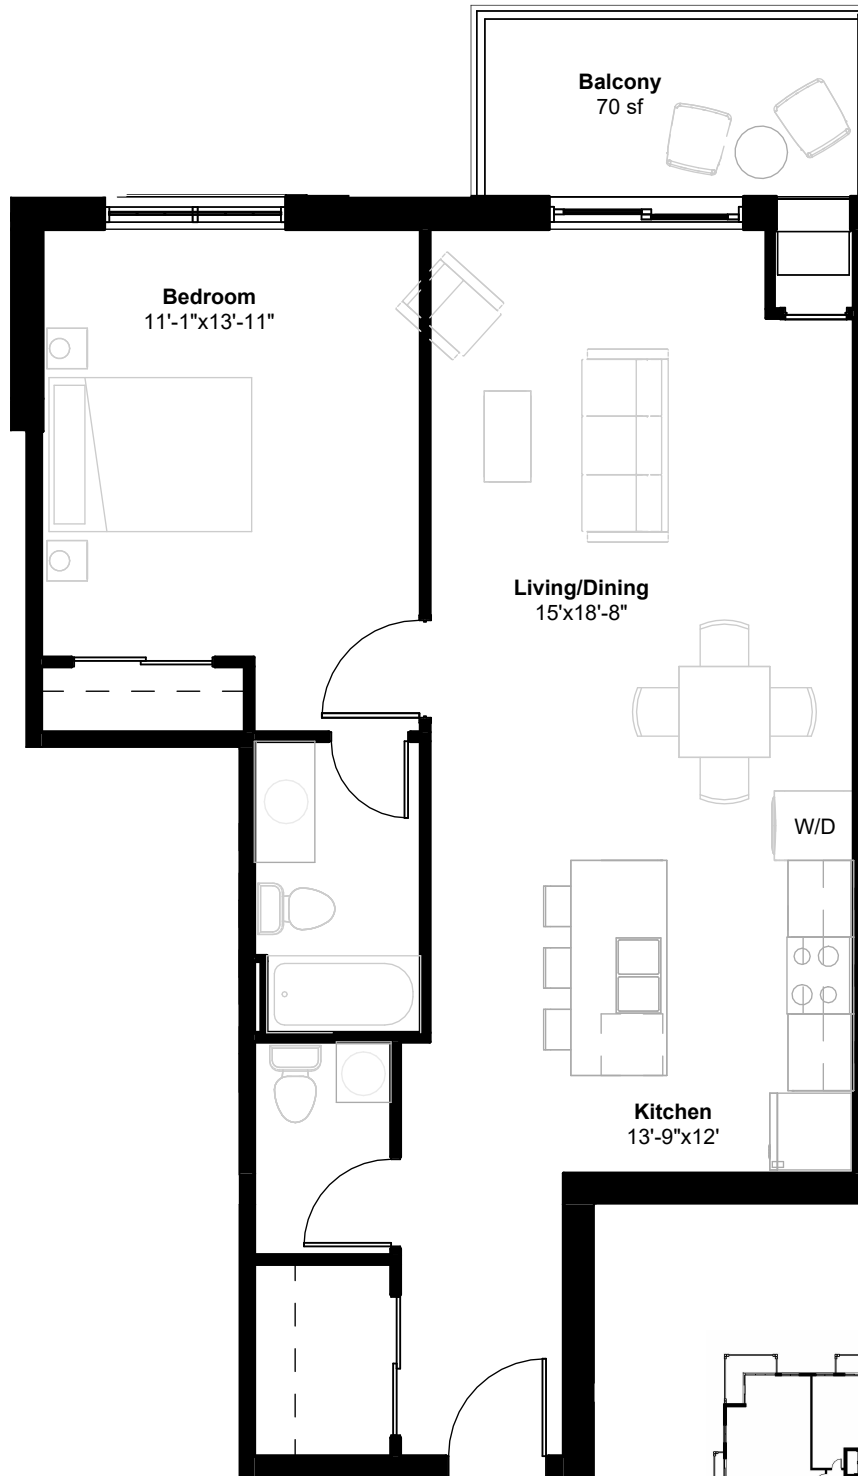 Balcony
70 sf
Bedroom
11'-1"x13'-11"
Living/Dining
15'x18'-8"
W/D
Kitchen
13'-9"x12'